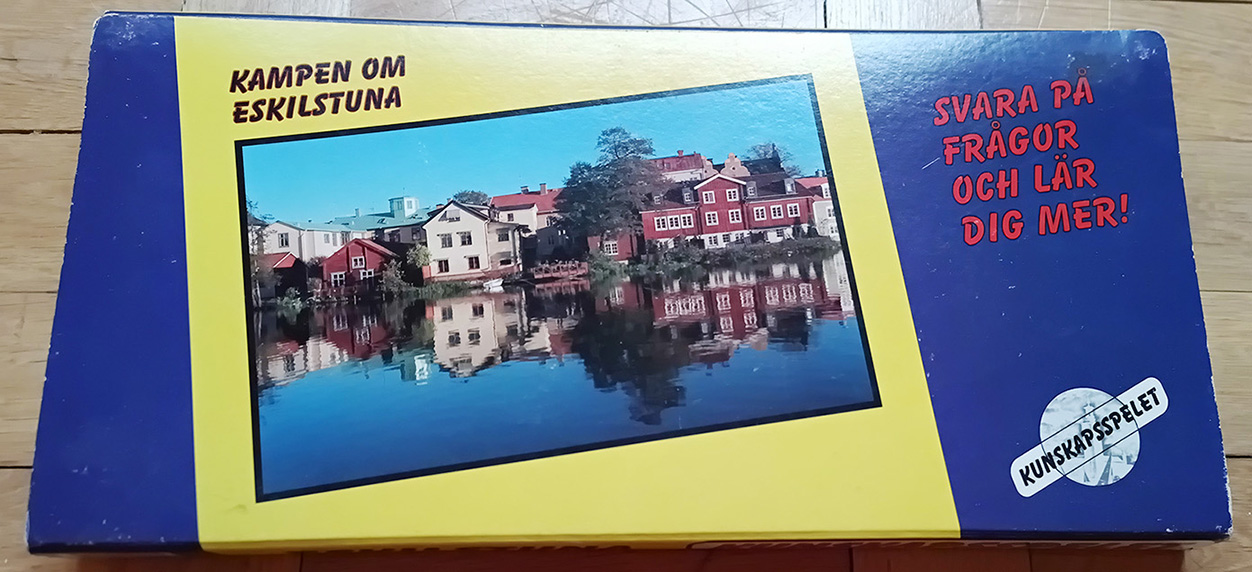 KAMPEN OM
ESKILSTUNA
SVARA PÅ
FRÅGOR
OCH LÄR
DIG MER!
KUNSKAPSSPELET